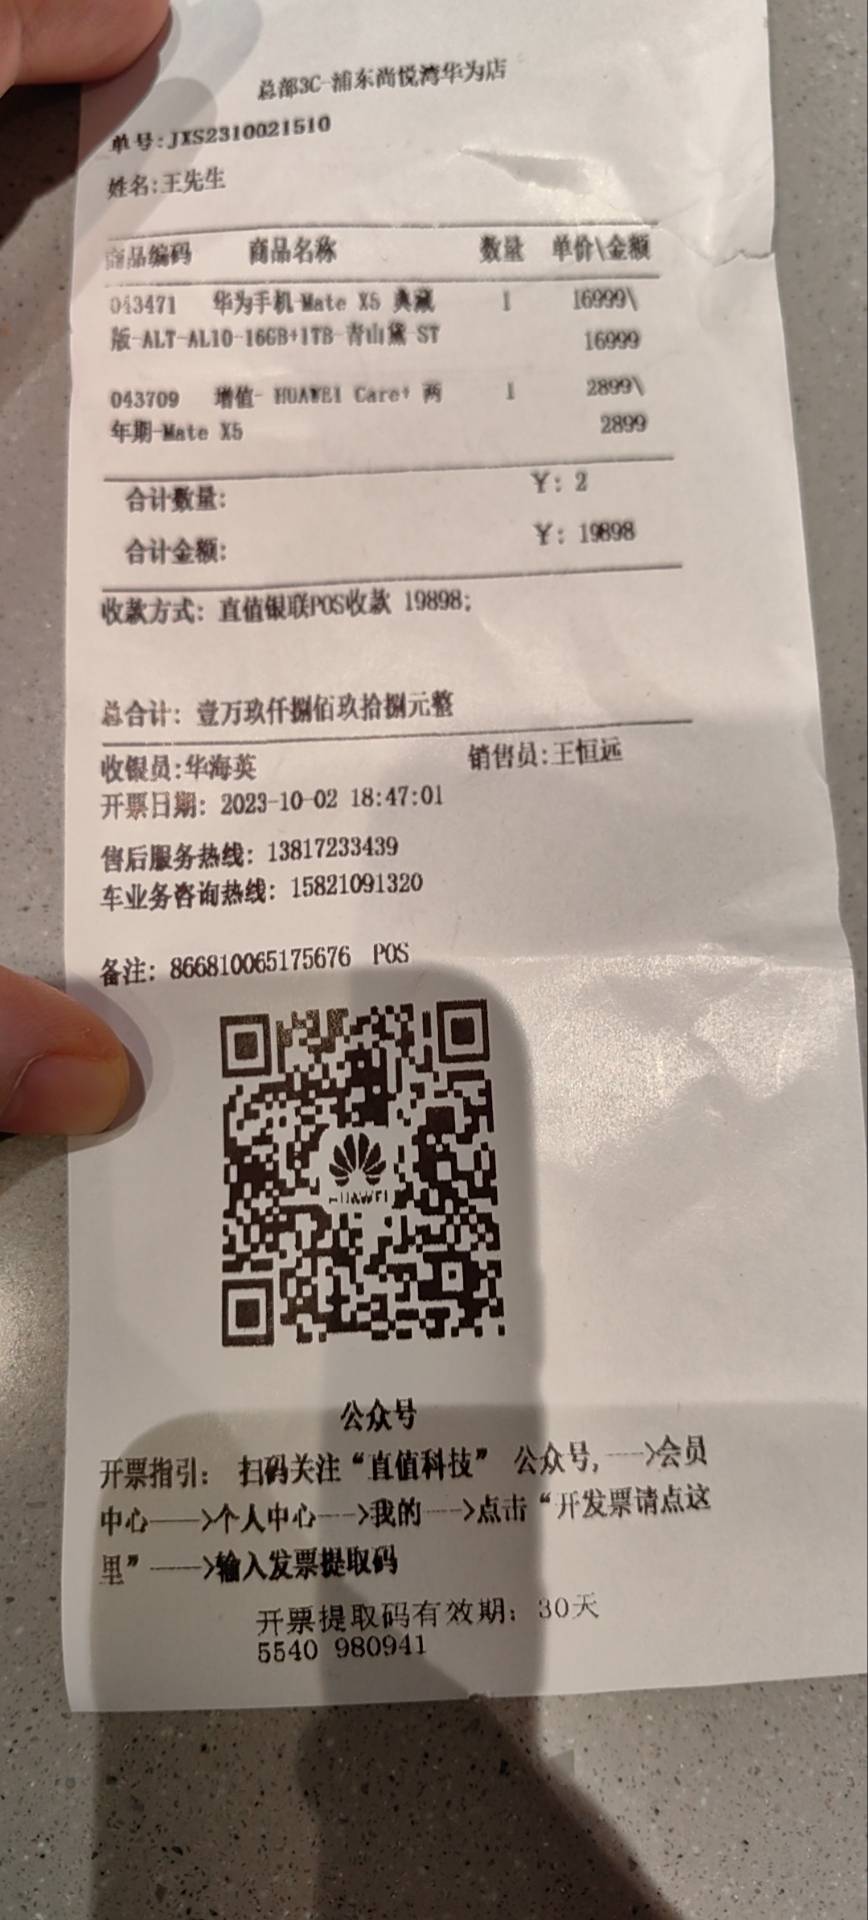 总部3C-浦东尚悦湾华为店
单号:JXS2310021510
姓名:王先生
商品编码 商品名称 数量 单价\金额
043471 华为手机-Mate X5 典藏 1 16999\
版-ALT-AL10-16GB+1TB-青山黛 ST 16999
043709 增值- HUAWEI Care+ 两 1 2899\
年期-Mate X5 2899
合计数量: ¥: 2
合计金额: ¥: 19898
收款方式: 直值银联POS收款 19898;
总合计: 壹万玖仟捌佰玖拾捌元整
收银员:华海英 销售员:王恒远
开票日期: 2023-10-02 18:47:01
售后服务热线: 13817233439
车业务咨询热线: 15821091320
备注: 866810065175676 POS
HUAWEI
公众号
开票指引: 扫码关注“直值科技” 公众号,--->会员
中心--->个人中心--->我的--->点击“开发票请点这
里”--->输入发票提取码
开票提取码有效期: 30天
5540 980941